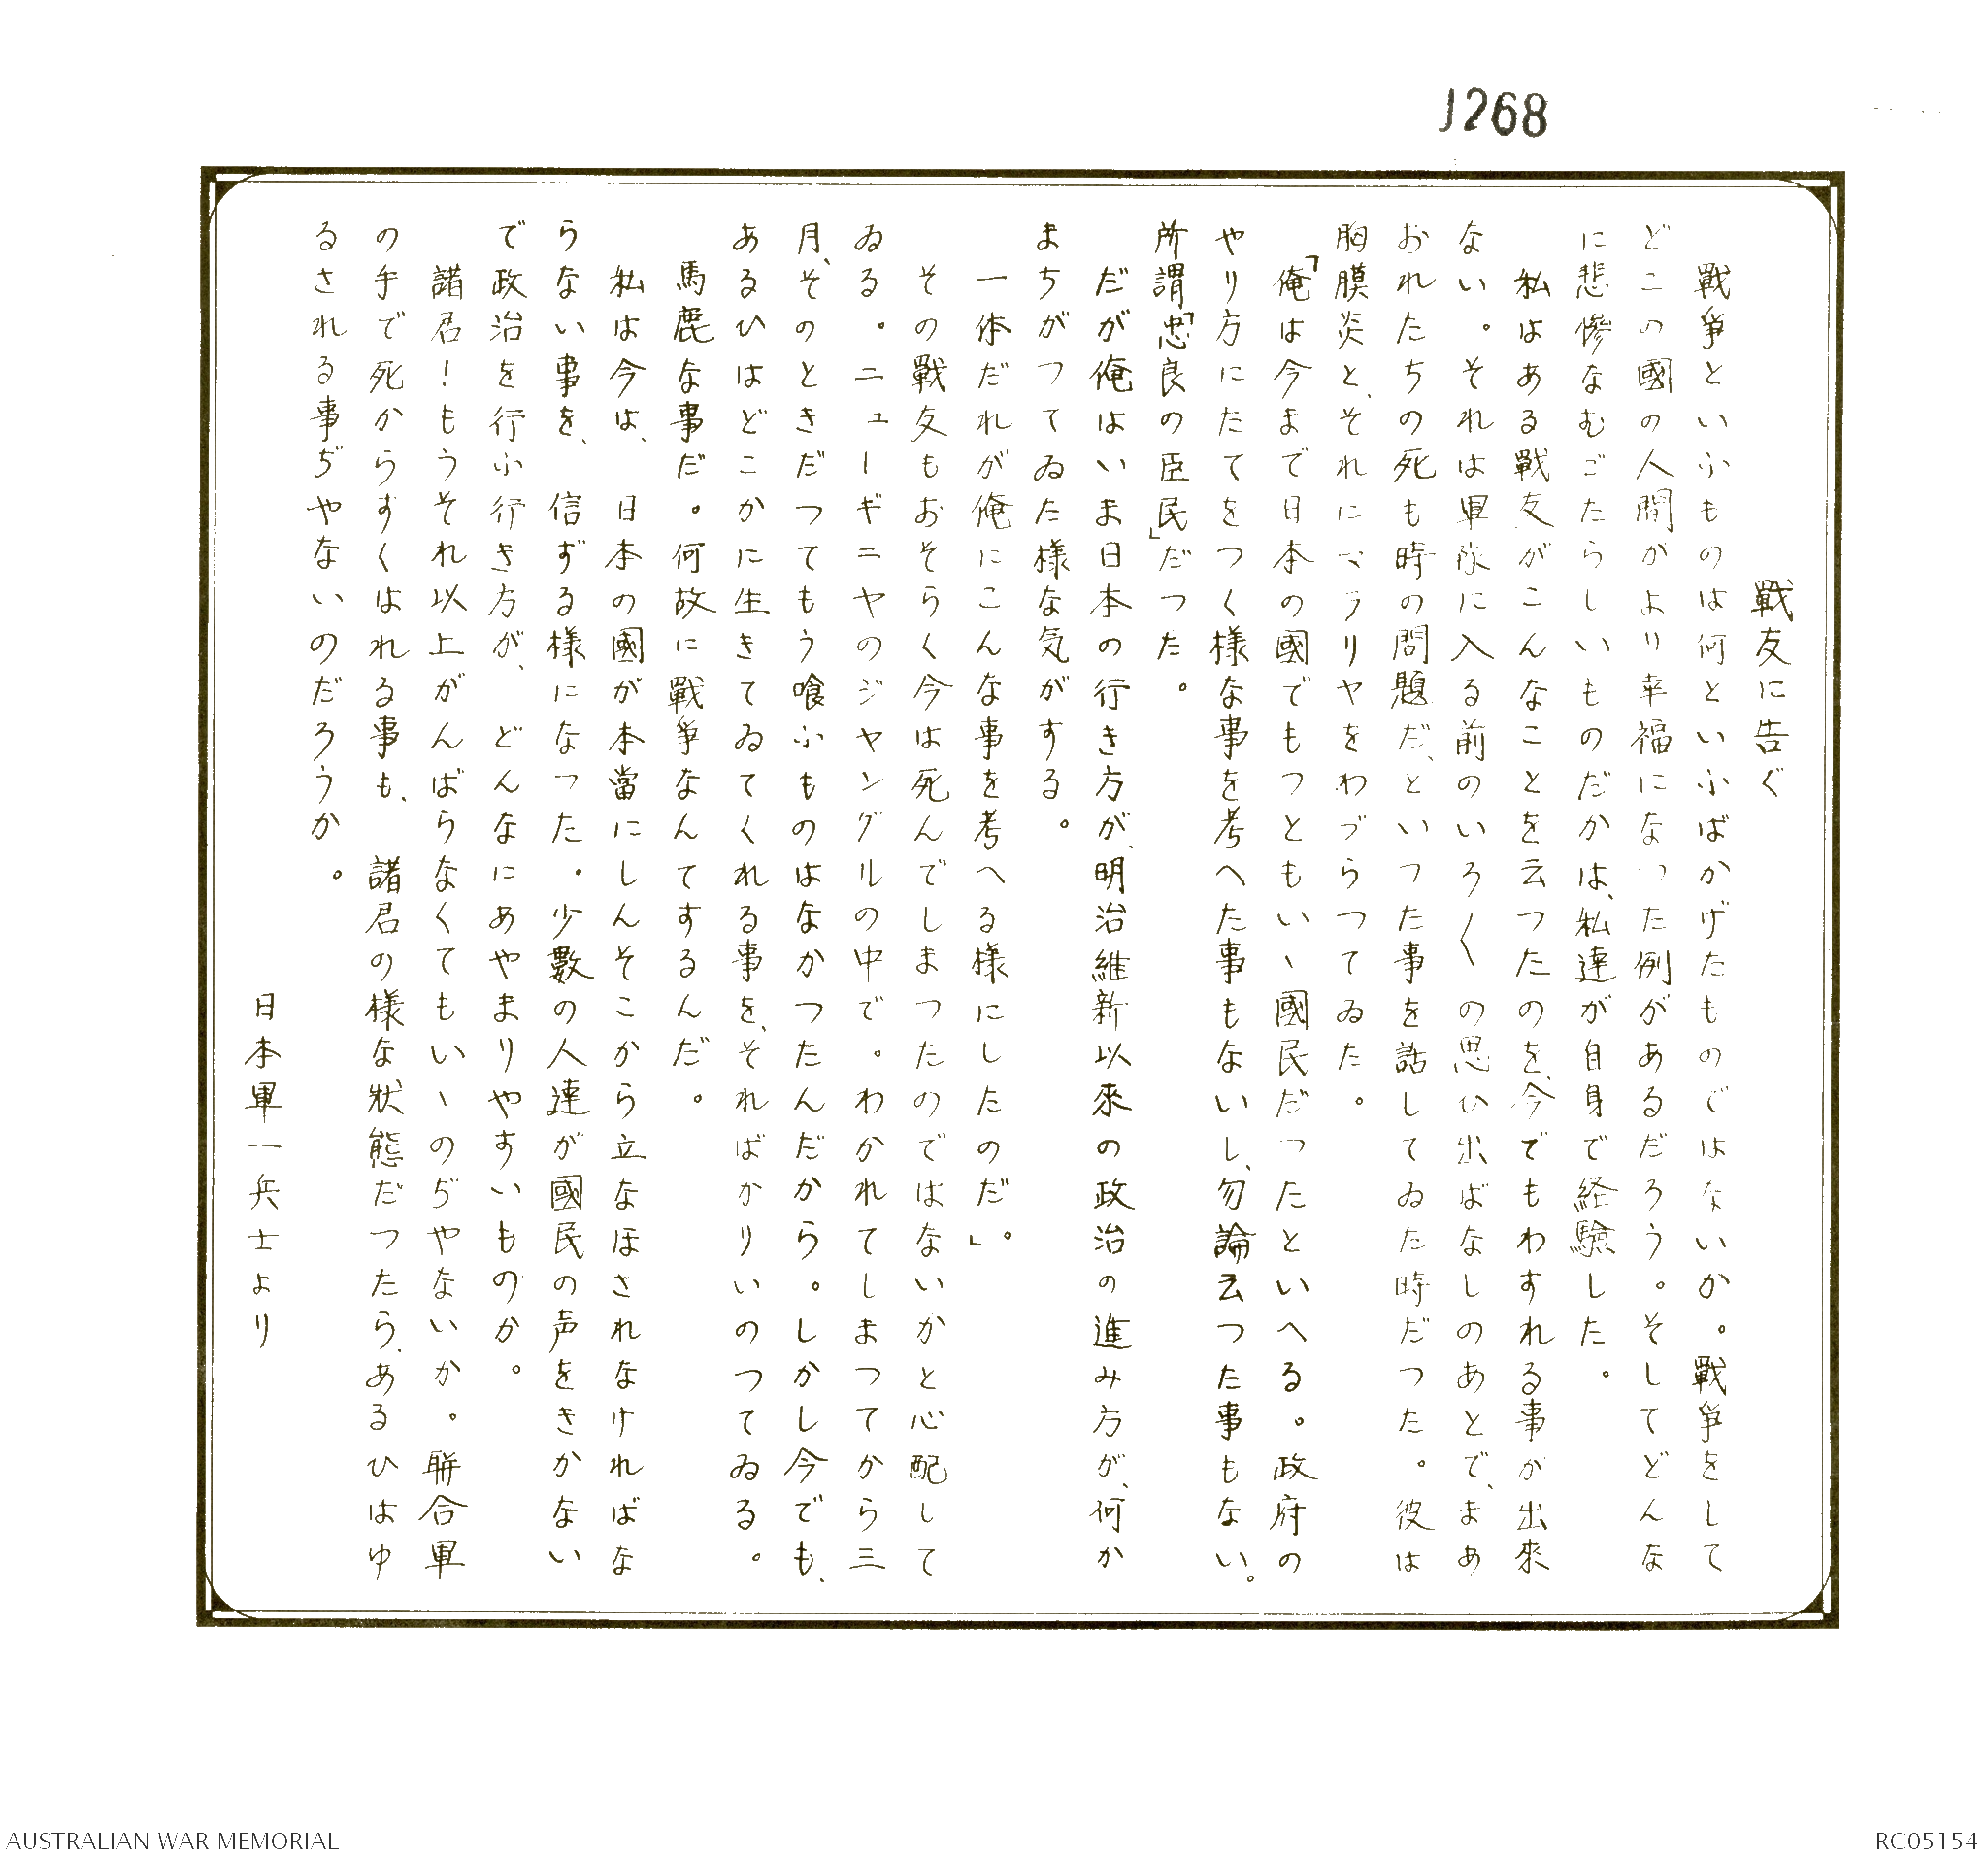 J268
戰友に告ぐ
戰爭といふものは何といふばかげたものではないか。戰爭をして
どこの國の人間がより幸福になつた例があるだろう。そしてどんな
に悲慘なむごたらしいものだかは、私達が自身で経驗した。
私はある戰友がこんなことを云つたのを、今でもわすれる事が出來
ない。それは軍隊に入る前のいろ〱の思ひ出ばなしのあとで、まあ
おれたちの死も時の問題だ、といつた事を話してゐた時だつた。彼は
胸膜炎と、それにマラリヤをわづらつてゐた。
「俺は今まで日本の國でもつともいゝ國民だつたといへる。政府の
やり方にたてをつく様な事を考へた事もないし、勿論云つた事もない。
所謂「忠良の臣民」だつた。
だが俺はいま日本の行き方が、明治維新以來の政治の進み方が、何か
まちがつてゐた様な気がする。
一体だれが俺にこんな事を考へる様にしたのだ」。
その戰友もおそらく今は死んでしまつたのではないかと心配して
ゐる。ニューギニヤのジヤングルの中で。わかれてしまつてから三
月、そのときだつてもう喰ふものはなかつたんだから。しかし今でも、
あるひはどこかに生きてゐてくれる事を、そればかりいのつてゐる。
馬鹿な事だ。何故に戰爭なんてするんだ。
私は今は、日本の國が本當にしんそこから立なほされなければな
らない事を、信ずる様になつた。少數の人達が國民の声をきかない
で政治を行ふ行き方が、どんなにあやまりやすいものか。
諸君!もうそれ以上がんばらなくてもいゝのぢやないか。聯合軍
の手で死からすくはれる事も、諸君の様な狀態だつたら、あるひはゆ
るされる事ぢやないのだろうか。
日本軍一兵士より
AUSTRALIAN WAR MEMORIAL
RC05154